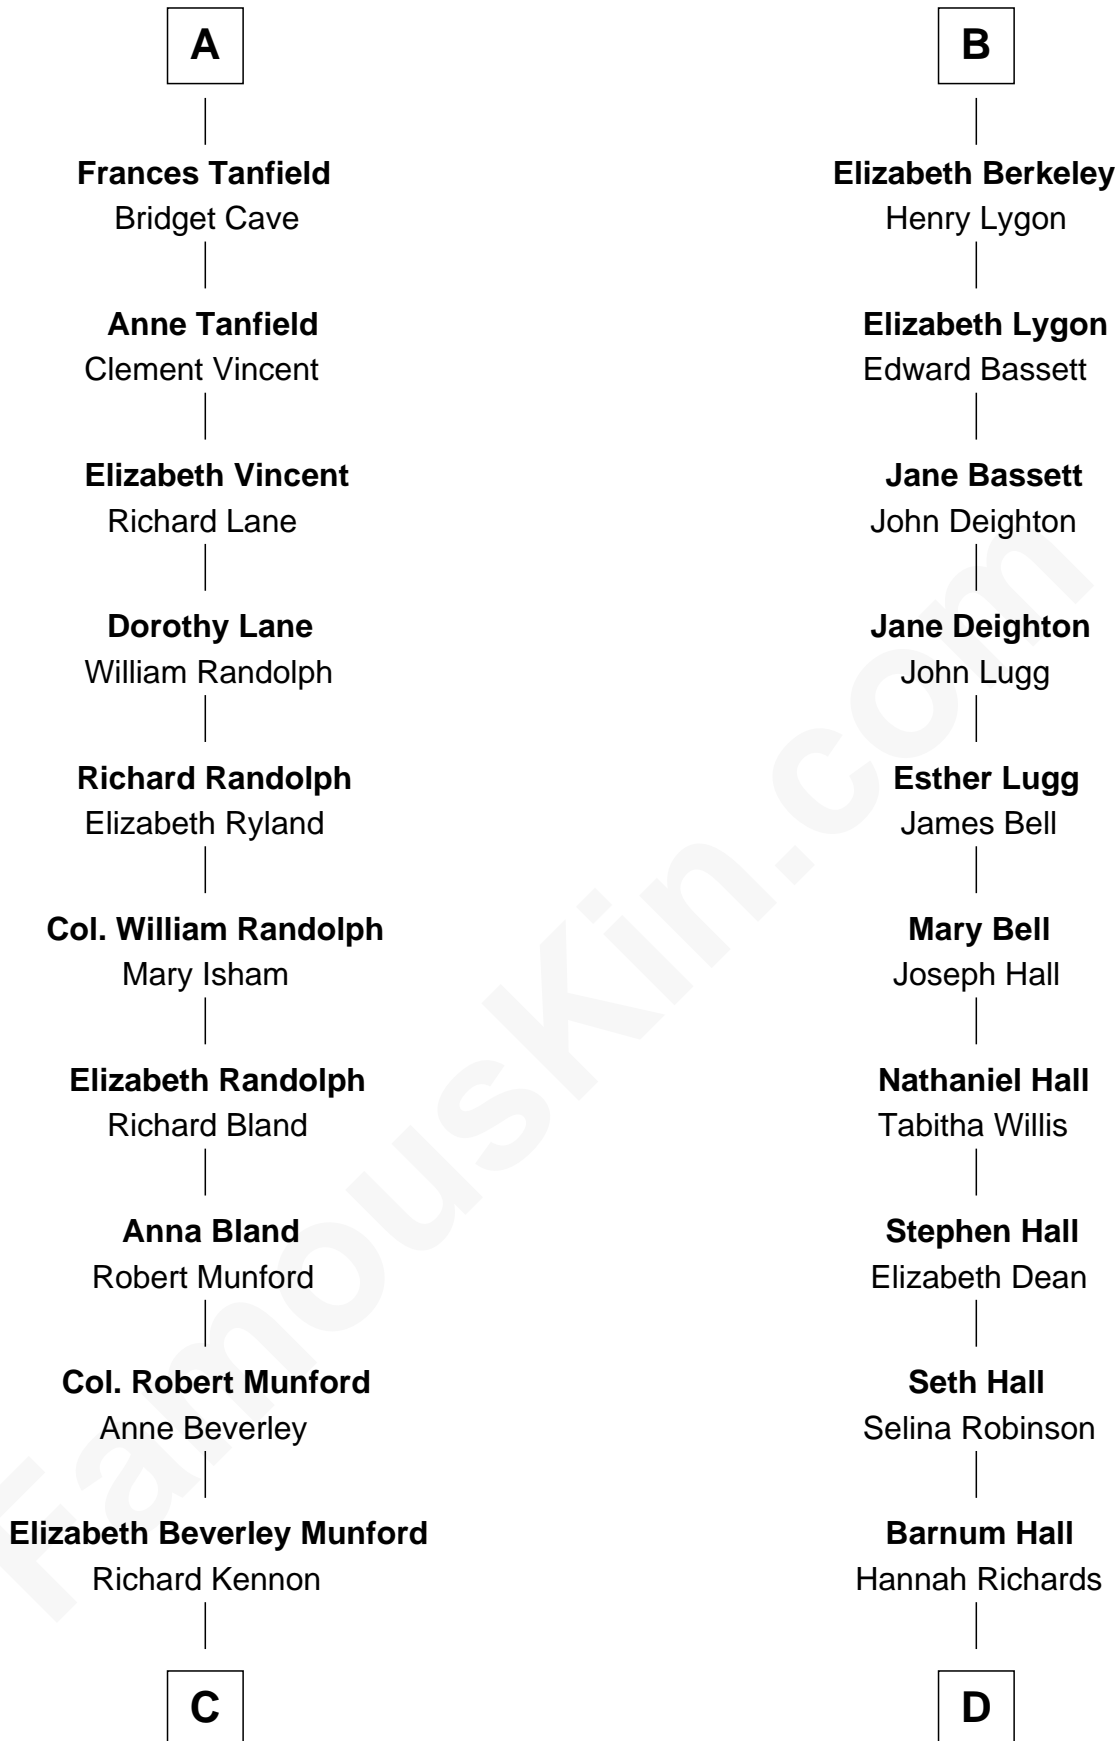 A
Frances Tanfield
Bridget Cave
Anne Tanfield
Clement Vincent
Elizabeth Vincent
Richard Lane
Dorothy Lane
William Randolph
Richard Randolph
Elizabeth Ryland
Col. William Randolph
Mary Isham
Elizabeth Randolph
Richard Bland
Anna Bland
Robert Munford
Col. Robert Munford
Anne Beverley
Elizabeth Beverley Munford
Richard Kennon
C
B
Elizabeth Berkeley
Henry Lygon
Elizabeth Lygon
Edward Bassett
Jane Bassett
John Deighton
Jane Deighton
John Lugg
Esther Lugg
James Bell
Mary Bell
Joseph Hall
Nathaniel Hall
Tabitha Willis
Stephen Hall
Elizabeth Dean
Seth Hall
Selina Robinson
Barnum Hall
Hannah Richards
D
FamousKin.com